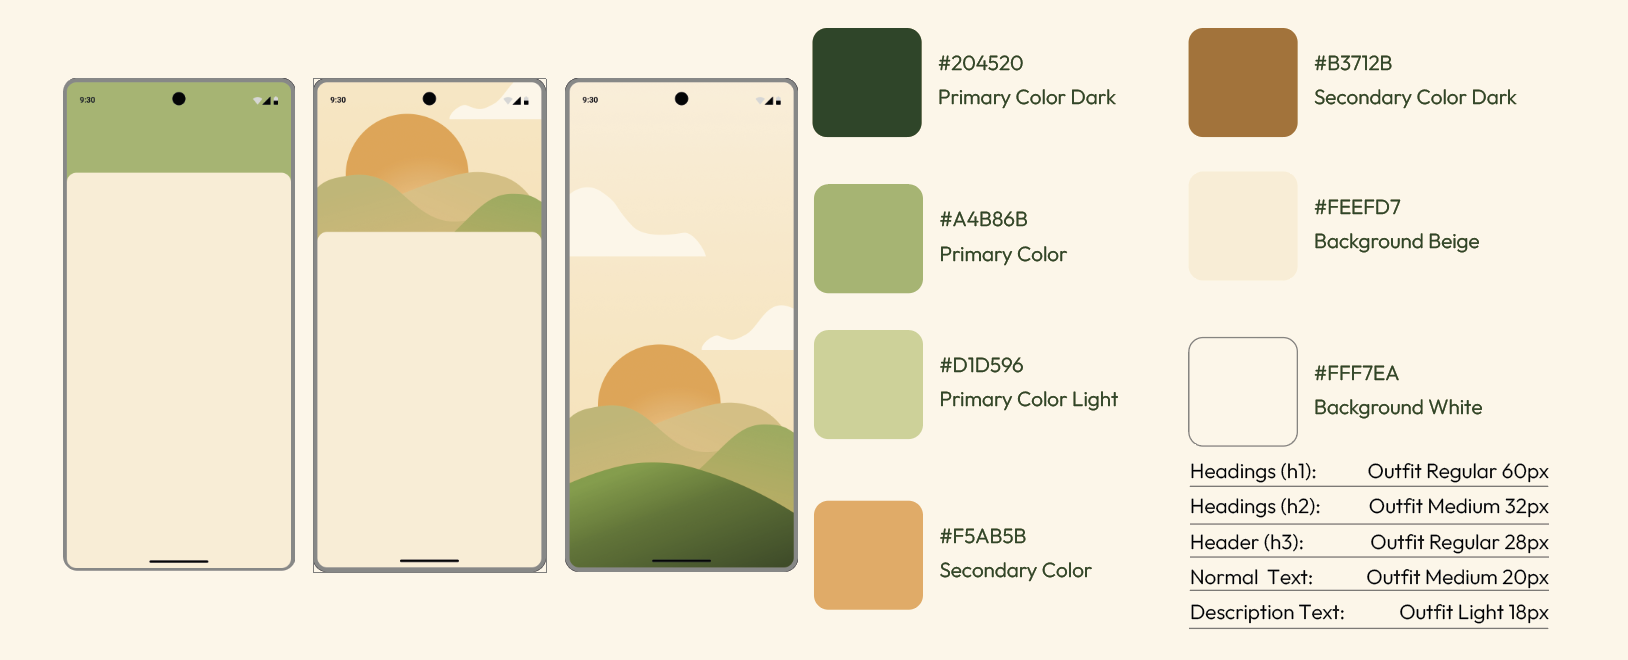 9:30
9:30
9:30
#204520
Primary Color Dark
#A4B86B
Primary Color
#D1D596
Primary Color Light
#F5AB5B
Secondary Color
#B3712B
Secondary Color Dark
#FEEFD7
Background Beige
#FFF7EA
Background White
Headings (h1): Outfit Regular 60px
Headings (h2): Outfit Medium 32px
Header (h3): Outfit Regular 28px
Normal Text: Outfit Medium 20px
Description Text: Outfit Light 18px